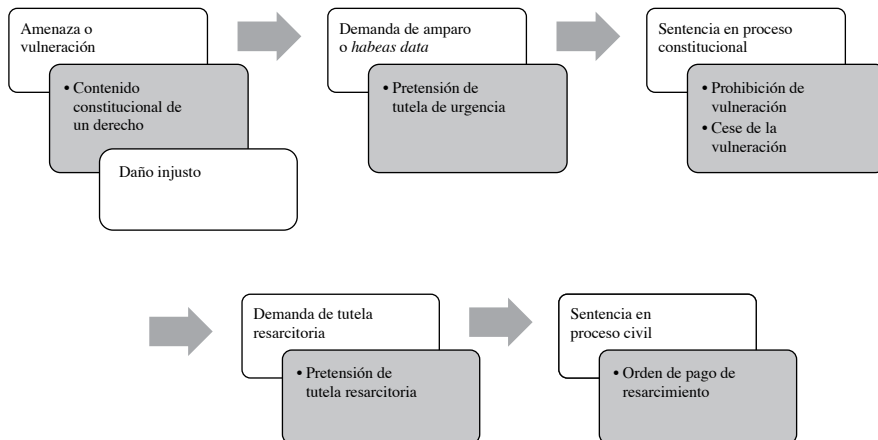 Amenaza o
vulneración
• Contenido
constitucional de
un derecho
Daño injusto
Demanda de amparo
o habeas data
• Pretensión de
tutela de urgencia
Sentencia en proceso
constitucional
• Prohibición de
vulneración
• Cese de la
vulneración
Demanda de tutela
resarcitoria
• Pretensión de
tutela resarcitoria
Sentencia en
proceso civil
• Orden de pago de
resarcimiento